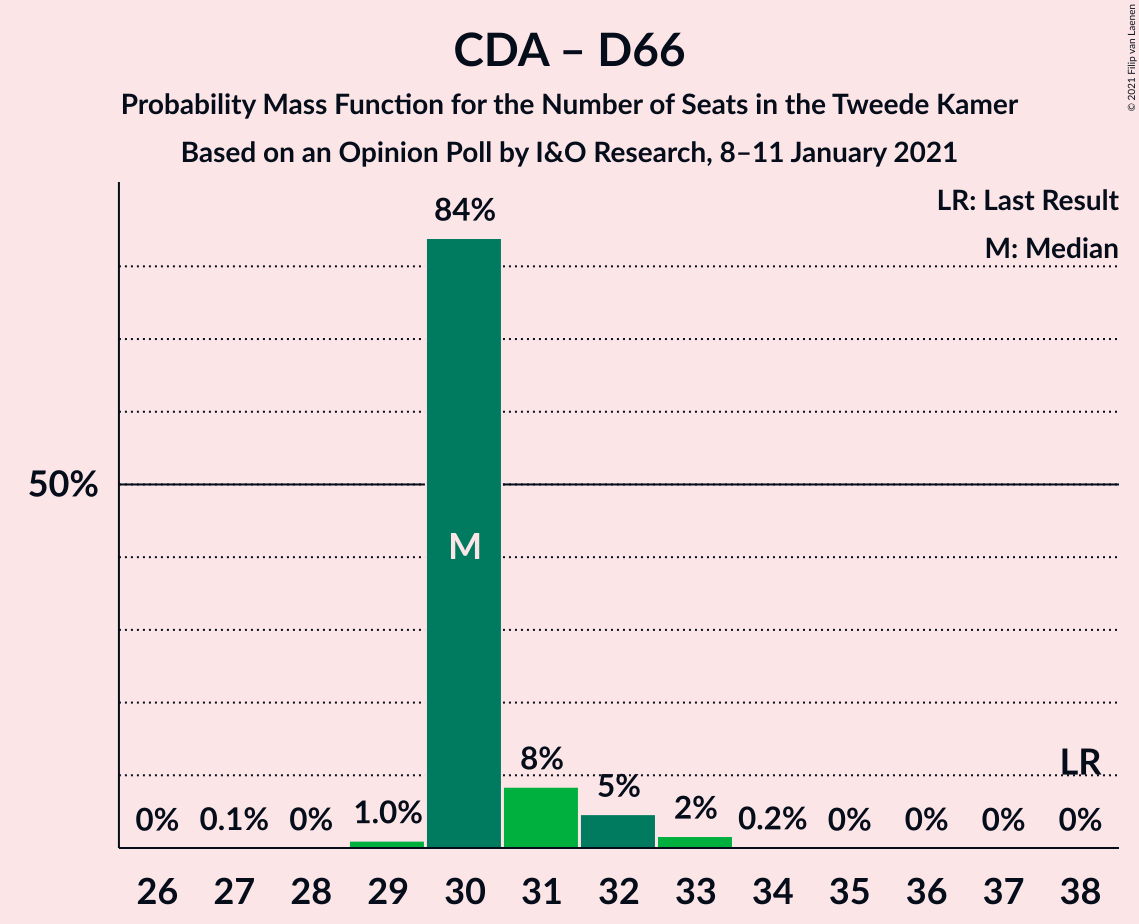 CDA – D66
Probability Mass Function for the Number of Seats in the Tweede Kamer
Based on an Opinion Poll by I&O Research, 8–11 January 2021
© 2021 Filip van Laenen
LR: Last Result
M: Median
84%
50%
M
8%
LR
5%
0% 0.1% 0% 1.0% 2% 0.2% 0% 0% 0% 0%
26 27 28 29 30 31 32 33 34 35 36 37 38